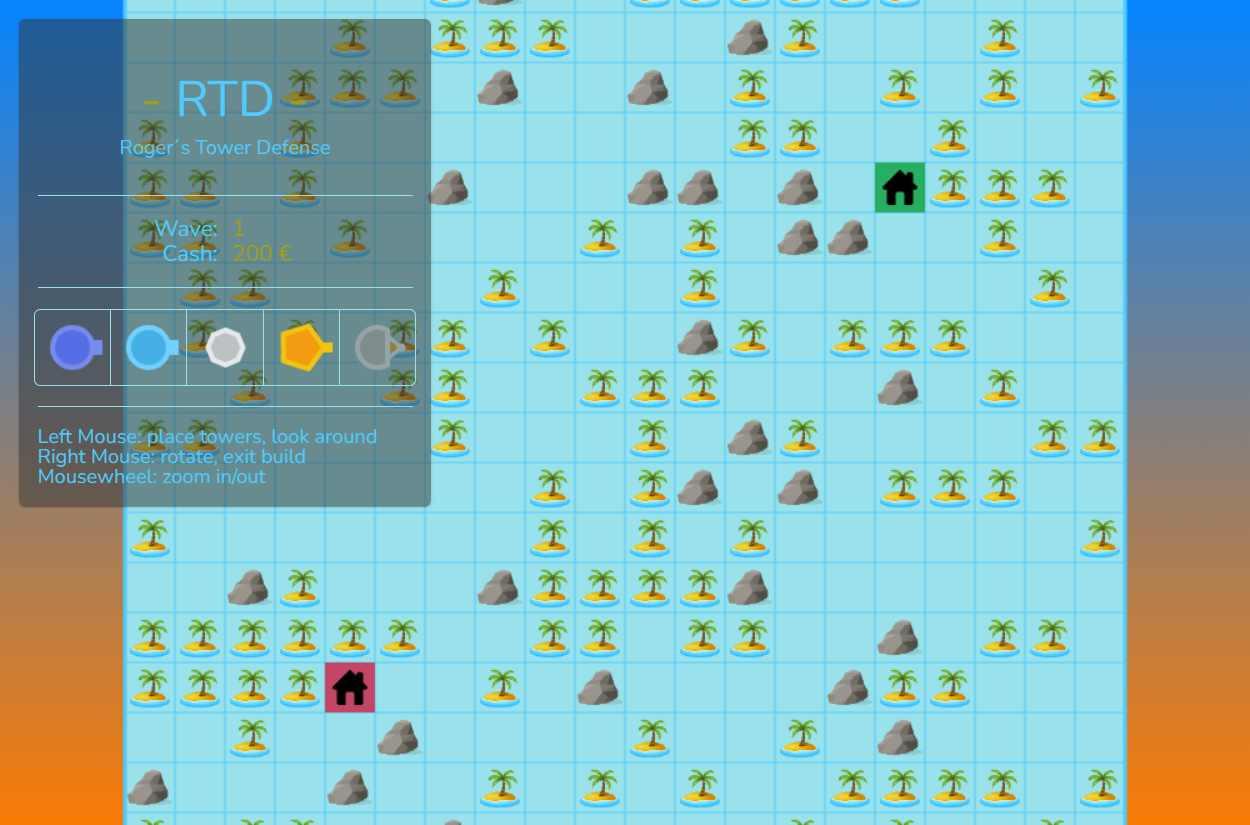 - RTD -
Roger´s Tower Defense
Wave: 1
Cash: 200 €
Left Mouse: place towers, look around
Right Mouse: rotate, exit build
Mousewheel: zoom in/out